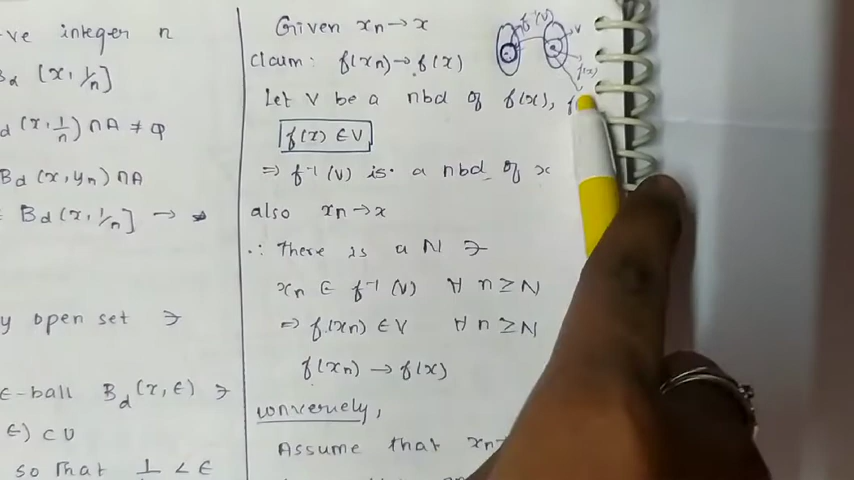 -ve integer n
Bd (x, 1/n]
d (x, 1/n) ∩ A ≠ φ
Bd (x, yn) ∩ A
Bd (x, 1/n] →
y open set ∋
ε-ball Bd (x, ε) ∋
ε) ⊂ U
so that 1/n < ε
Given xn → x
claim: f(xn) → f(x)
f⁻¹(V)
V
f(x)
Let V be a nbd of f(x),
f(x) ∈ V
⇒ f⁻¹(V) is a nbd of x
also xn → x
∴ There is a N ∋
xn ∈ f⁻¹(V) ∀ n ≥ N
⇒ f(xn) ∈ V ∀ n ≥ N
f(xn) → f(x)
conversely,
Assume that xn